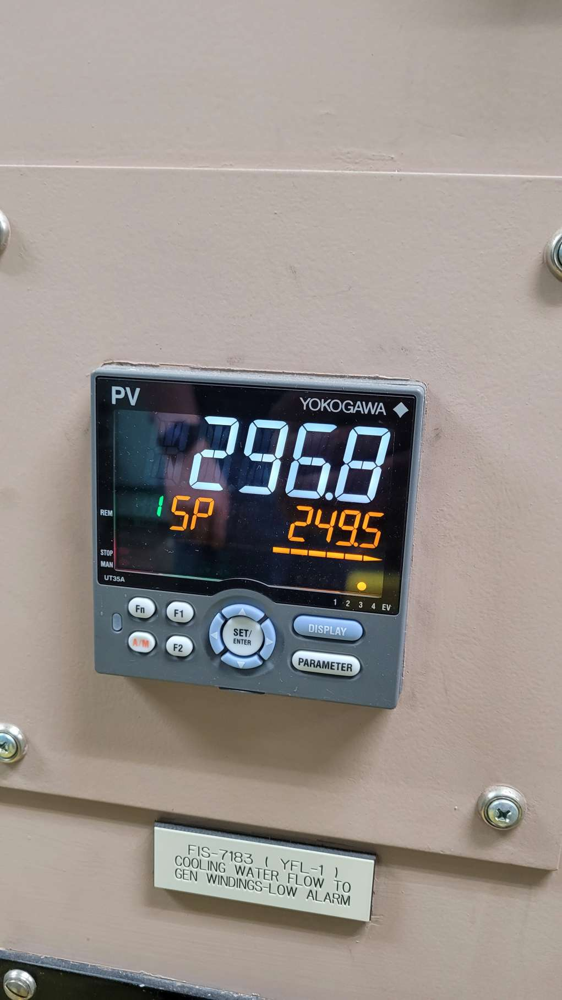 PV
YOKOGAWA
296.8
REM
1 SP 249.5
STOP
MAN
UT35A
1 2 3 4 EV
Fn F1
DISPLAY
SET/
ENTER
A/M F2
PARAMETER
FIS-7183 ( YFL-1 )
COOLING WATER FLOW TO
GEN WINDINGS-LOW ALARM